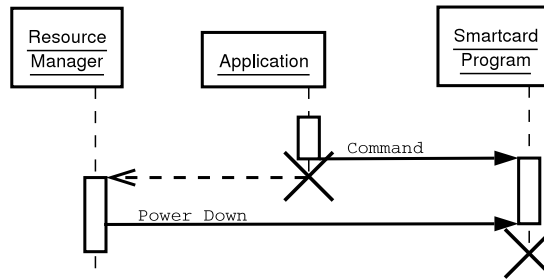 Resource
Manager
Application
Smartcard
Program
Command
Power Down